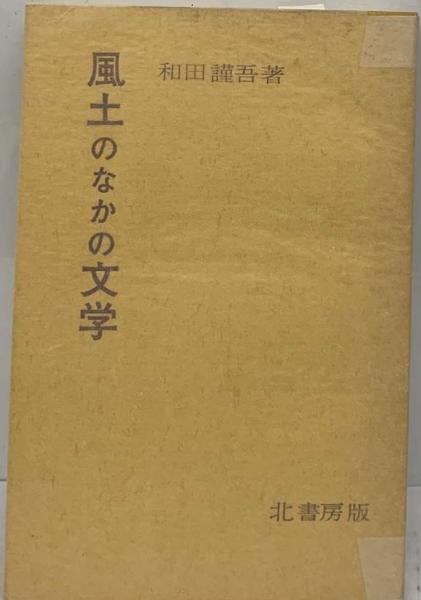 風土のなかの文学
和田謹吾著
北書房版